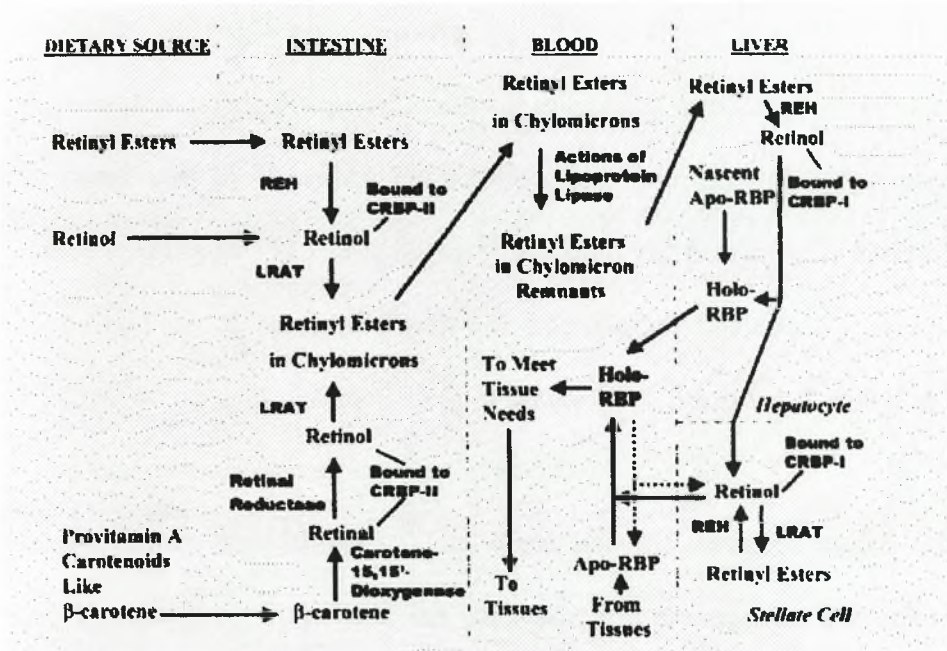 DIETARY SOURCE
INTESTINE
BLOOD
LIVER
Retinyl Esters
Retinyl Esters
REH
Bound to
CRBP-II
Retinol
Retinol
LRAT
Retinyl Esters
in Chylomicrons
LRAT
Retinol
Bound to
CRBP-II
Retinal
Reductase
Retinal
Carotene-
15,15'-
Dioxygenase
Provitamin A
Carotenoids
Like
β-carotene
β-carotene
Retinyl Esters
in Chylomicrons
Actions of
Lipoprotein
Lipase
Retinyl Esters
in Chylomicron
Remnants
To Meet
Tissue
Needs
Holo-
RBP
To
Tissues
Apo-RBP
From
Tissues
Retinyl Esters
REH
Retinol
Bound to
CRBP-I
Nascent
Apo-RBP
Holo-
RBP
Hepatocyte
Bound to
CRBP-I
Retinol
REH
LRAT
Retinyl Esters
Stellate Cell